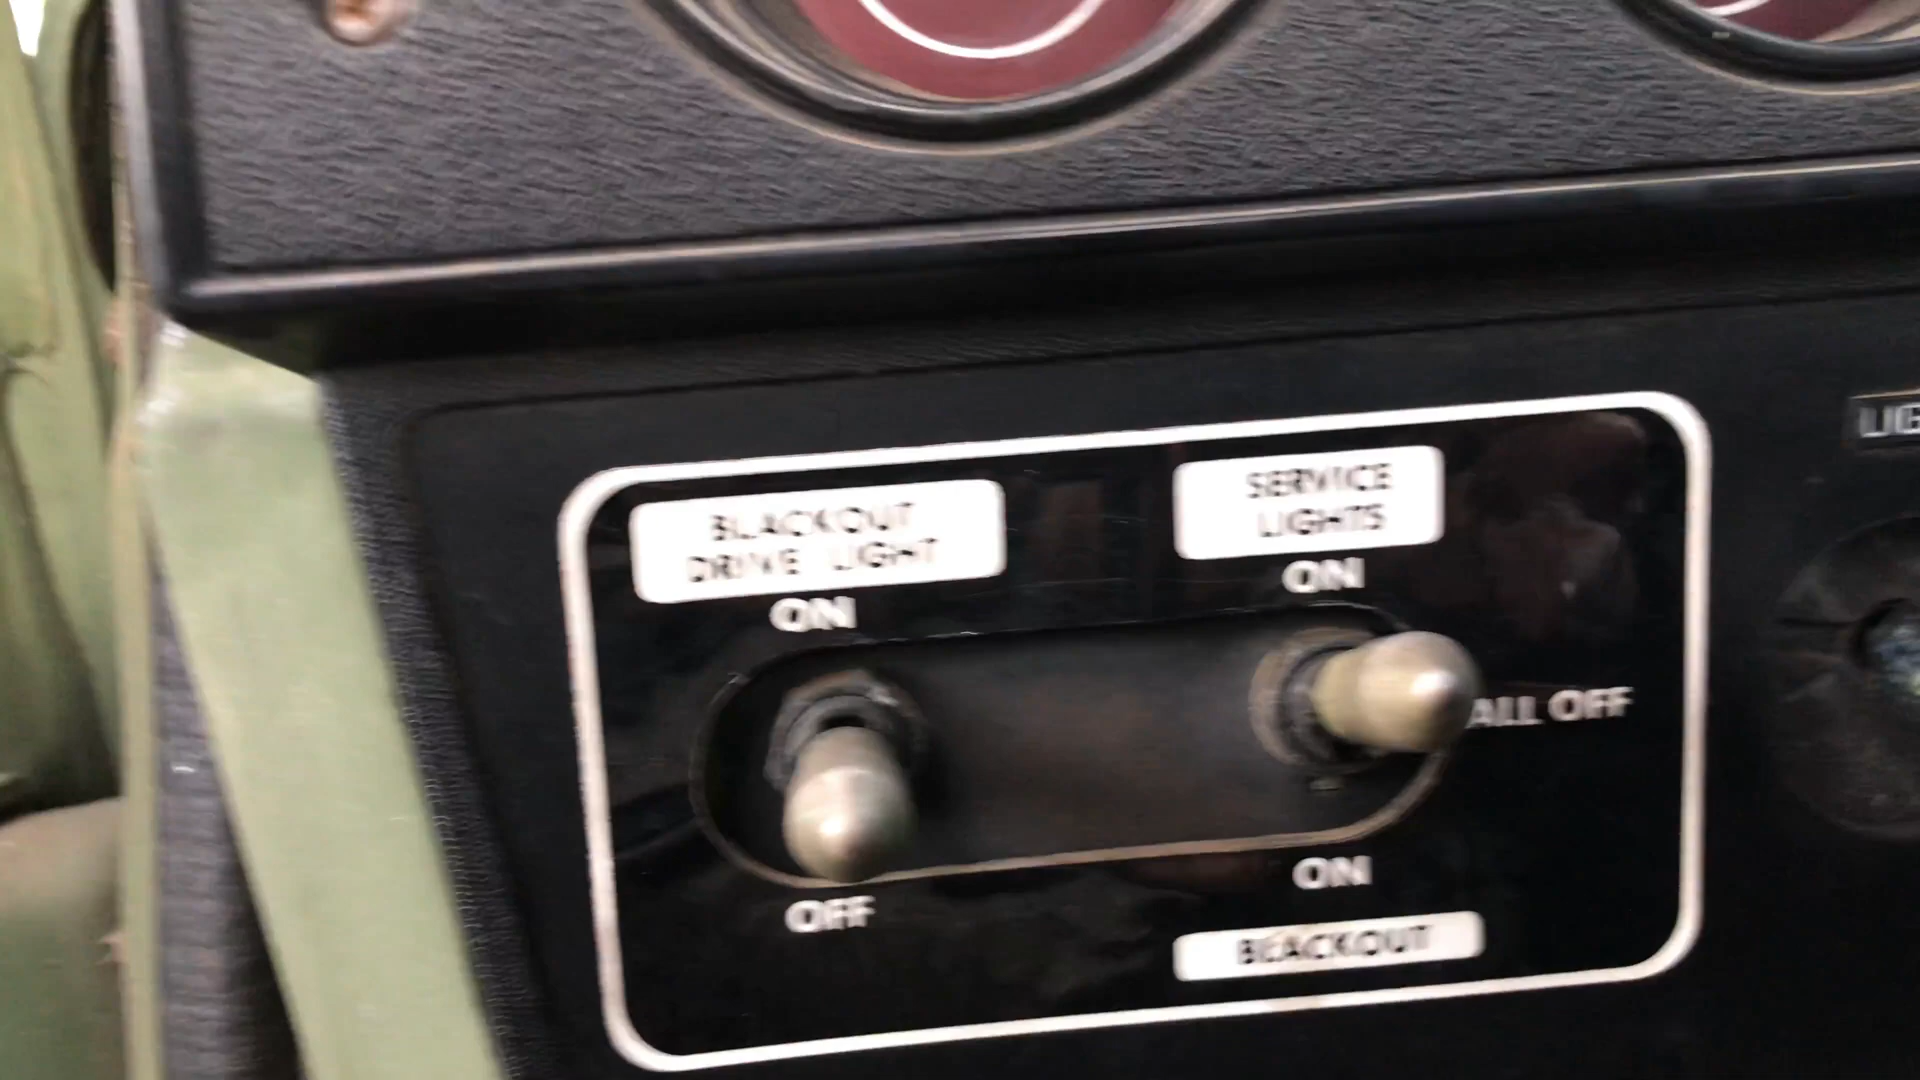 BLACKOUT
DRIVE LIGHT
ON
OFF
SERVICE
LIGHTS
ON
ALL OFF
ON
BLACKOUT